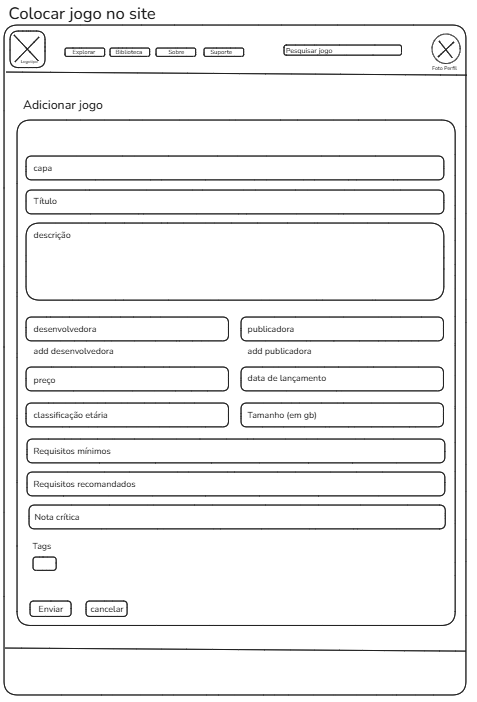 Colocar jogo no site
Logotipo
Explorar
Biblioteca
Sobre
Suporte
Pesquisar jogo
Foto Perfil
Adicionar jogo
capa
Título
descrição
desenvolvedora
publicadora
add desenvolvedora
add publicadora
preço
data de lançamento
classificação etária
Tamanho (em gb)
Requisitos mínimos
Requisitos recomandados
Nota crítica
Tags
Enviar
cancelar